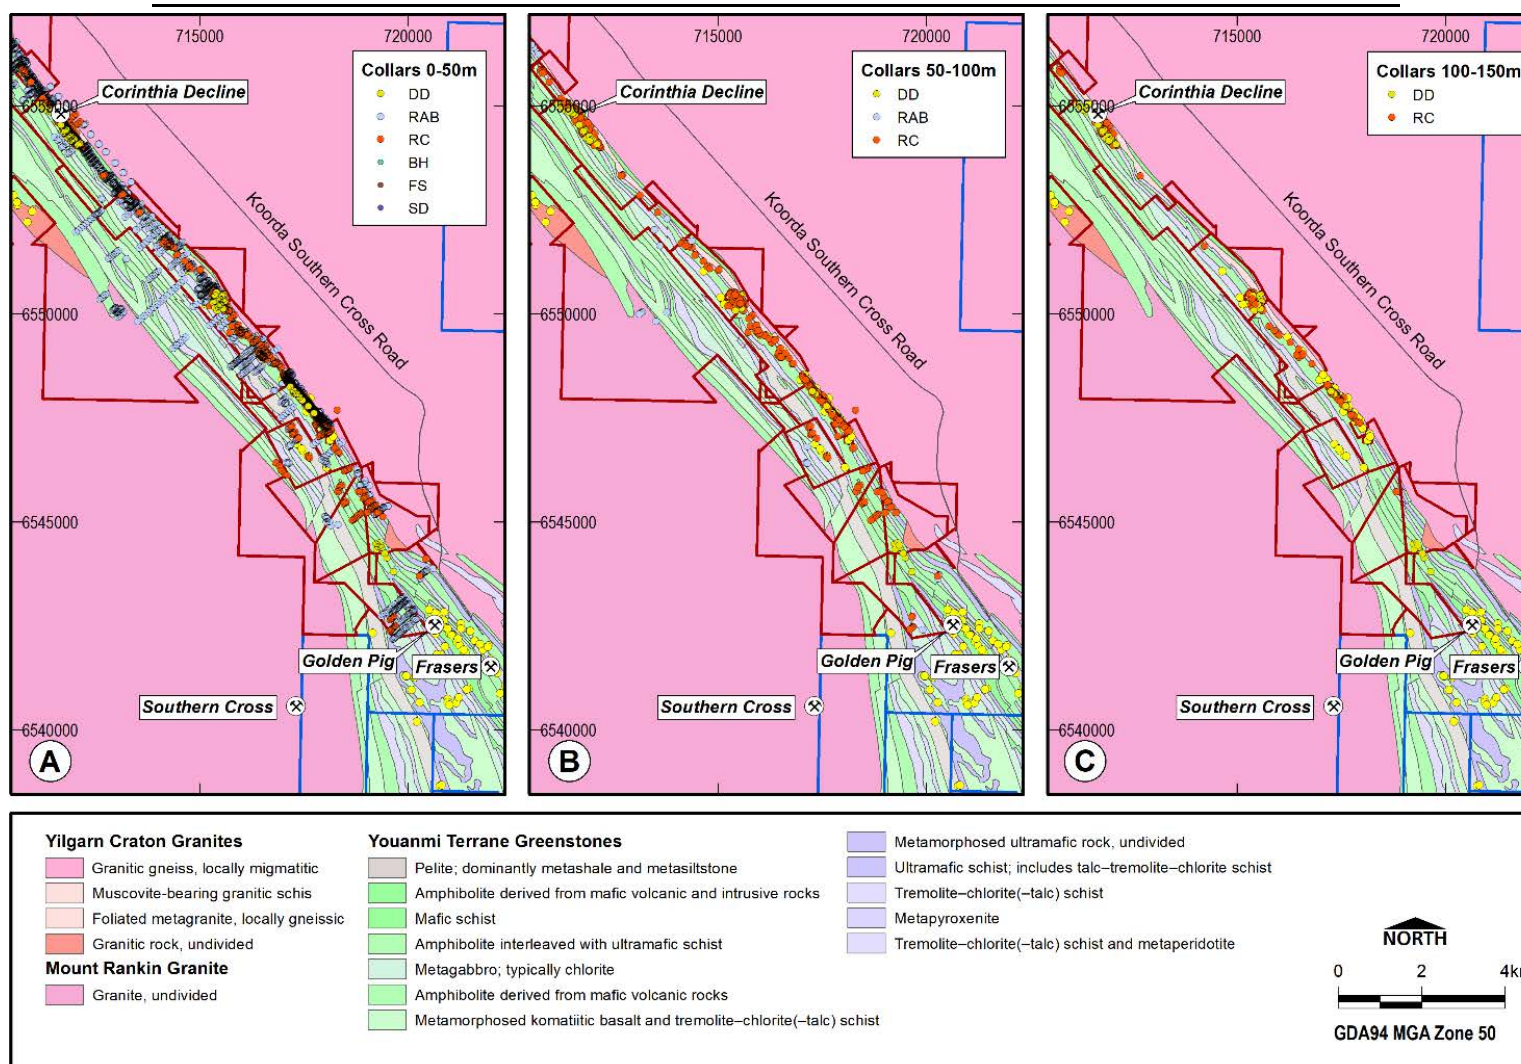 715000 720000
Collars 0-50m
DD
RAB
RC
BH
FS
SD
Corinthia Decline
6555000
Koorda Southern Cross Road
6550000
6545000
Golden Pig
Frasers
Southern Cross
6540000
A
715000 720000
Collars 50-100m
DD
RAB
RC
Corinthia Decline
6555000
Koorda Southern Cross Road
6550000
6545000
Golden Pig
Frasers
Southern Cross
6540000
B
715000 720000
Collars 100-150m
DD
RC
Corinthia Decline
6555000
Koorda Southern Cross Road
6550000
6545000
Golden Pig
Frasers
Southern Cross
6540000
C
Yilgarn Craton Granites
Granitic gneiss, locally migmatitic
Muscovite-bearing granitic schis
Foliated metagranite, locally gneissic
Granitic rock, undivided
Mount Rankin Granite
Granite, undivided
Youanmi Terrane Greenstones
Pelite; dominantly metashale and metasiltstone
Amphibolite derived from mafic volcanic and intrusive rocks
Mafic schist
Amphibolite interleaved with ultramafic schist
Metagabbro; typically chlorite
Amphibolite derived from mafic volcanic rocks
Metamorphosed komatiitic basalt and tremolite–chlorite(–talc) schist
Metamorphosed ultramafic rock, undivided
Ultramafic schist; includes talc–tremolite–chlorite schist
Tremolite–chlorite(–talc) schist
Metapyroxenite
Tremolite–chlorite(–talc) schist and metaperidotite
NORTH
0 2 4km
GDA94 MGA Zone 50